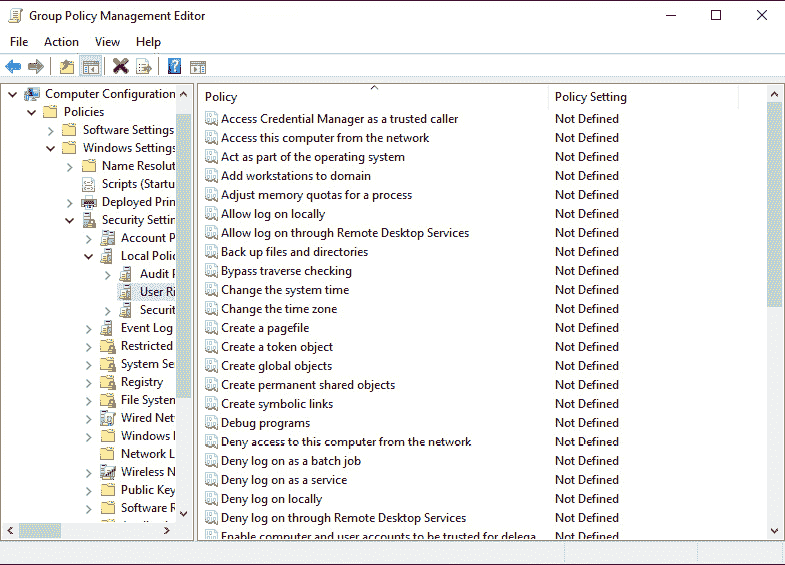 Group Policy Management Editor
File Action View Help
Computer Configuration
Policies
Software Settings
Windows Settings
Name Resolut
Scripts (Startu
Deployed Prin
Security Settin
Account P
Local Polic
Audit P
User Ri
Securit
Event Log
Restricted
System Se
Registry
File System
Wired Net
Windows
Network L
Wireless N
Public Key
Software R
Policy Policy Setting
Access Credential Manager as a trusted caller Not Defined
Access this computer from the network Not Defined
Act as part of the operating system Not Defined
Add workstations to domain Not Defined
Adjust memory quotas for a process Not Defined
Allow log on locally Not Defined
Allow log on through Remote Desktop Services Not Defined
Back up files and directories Not Defined
Bypass traverse checking Not Defined
Change the system time Not Defined
Change the time zone Not Defined
Create a pagefile Not Defined
Create a token object Not Defined
Create global objects Not Defined
Create permanent shared objects Not Defined
Create symbolic links Not Defined
Debug programs Not Defined
Deny access to this computer from the network Not Defined
Deny log on as a batch job Not Defined
Deny log on as a service Not Defined
Deny log on locally Not Defined
Deny log on through Remote Desktop Services Not Defined
Enable computer and user accounts to be trusted for delega Not Defined